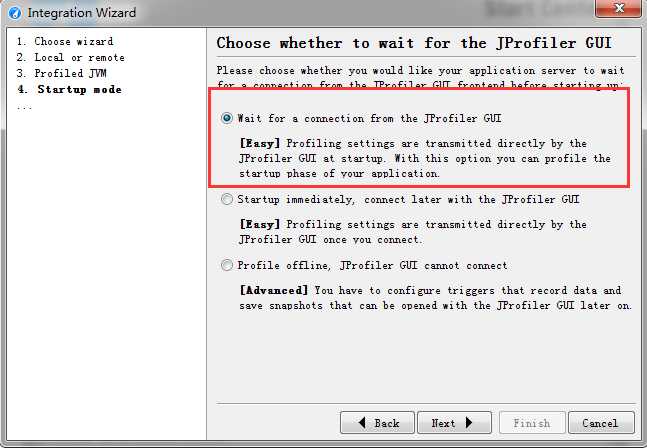 Integration Wizard
Start Cent
1. Choose wizard
2. Local or remote
3. Profiled JVM
4. Startup mode
...
Choose whether to wait for the JProfiler GUI
Please choose whether you would like your application server to wait
for a connection from the JProfiler GUI frontend before starting up:
Wait for a connection from the JProfiler GUI
[Easy] Profiling settings are transmitted directly by the
JProfiler GUI at startup. With this option you can profile the
startup phase of your application.
Startup immediately, connect later with the JProfiler GUI
[Easy] Profiling settings are transmitted directly by the
JProfiler GUI once you connect.
Profile offline, JProfiler GUI cannot connect
[Advanced] You have to configure triggers that record data and
save snapshots that can be opened with the JProfiler GUI later on.
Back
Next
Finish
Cancel